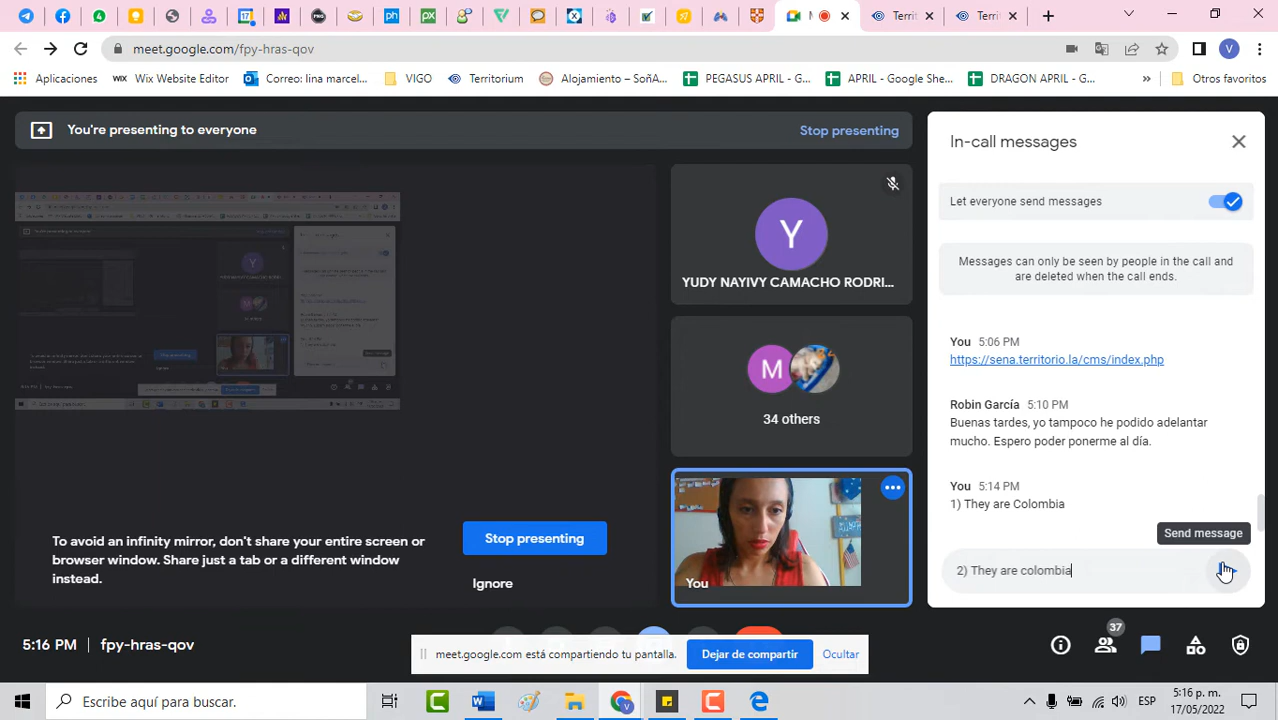 meet.google.com/fpy-hras-qov
Aplicaciones
WiX Wix Website Editor
Correo: lina marcel...
VIGO
Territorium
Alojamiento – SoñA...
PEGASUS APRIL - G...
APRIL - Google She...
DRAGON APRIL - G...
»
Otros favoritos
Territ
Territ
V
You're presenting to everyone
Stop presenting
Y
YUDY NAYIVY CAMACHO RODRI...
M
34 others
To avoid an infinity mirror, don't share your entire screen or
browser window. Share just a tab or a different window
instead.
Stop presenting
Ignore
You
In-call messages
Let everyone send messages
Messages can only be seen by people in the call and
are deleted when the call ends.
You 5:06 PM
https://sena.territorio.la/cms/index.php
Robin García 5:10 PM
Buenas tardes, yo tampoco he podido adelantar
mucho. Espero poder ponerme al día.
You 5:14 PM
1) They are Colombia
Send message
2) They are colombia
5:16 PM | fpy-hras-qov
meet.google.com está compartiendo tu pantalla.
Dejar de compartir
Ocultar
37
Escribe aquí para buscar.
ESP
5:16 p. m.
17/05/2022